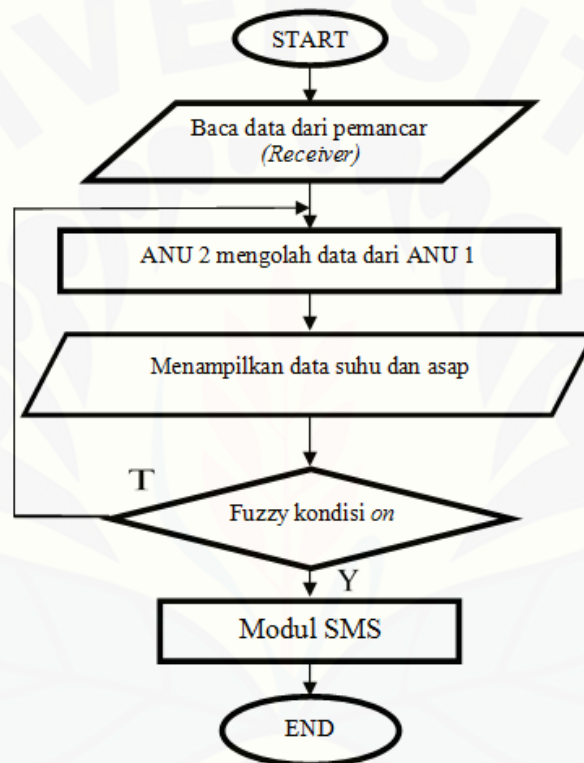 START
Baca data dari pemancar
(Receiver)
ANU 2 mengolah data dari ANU 1
Menampilkan data suhu dan asap
T
Fuzzy kondisi on
Y
Modul SMS
END